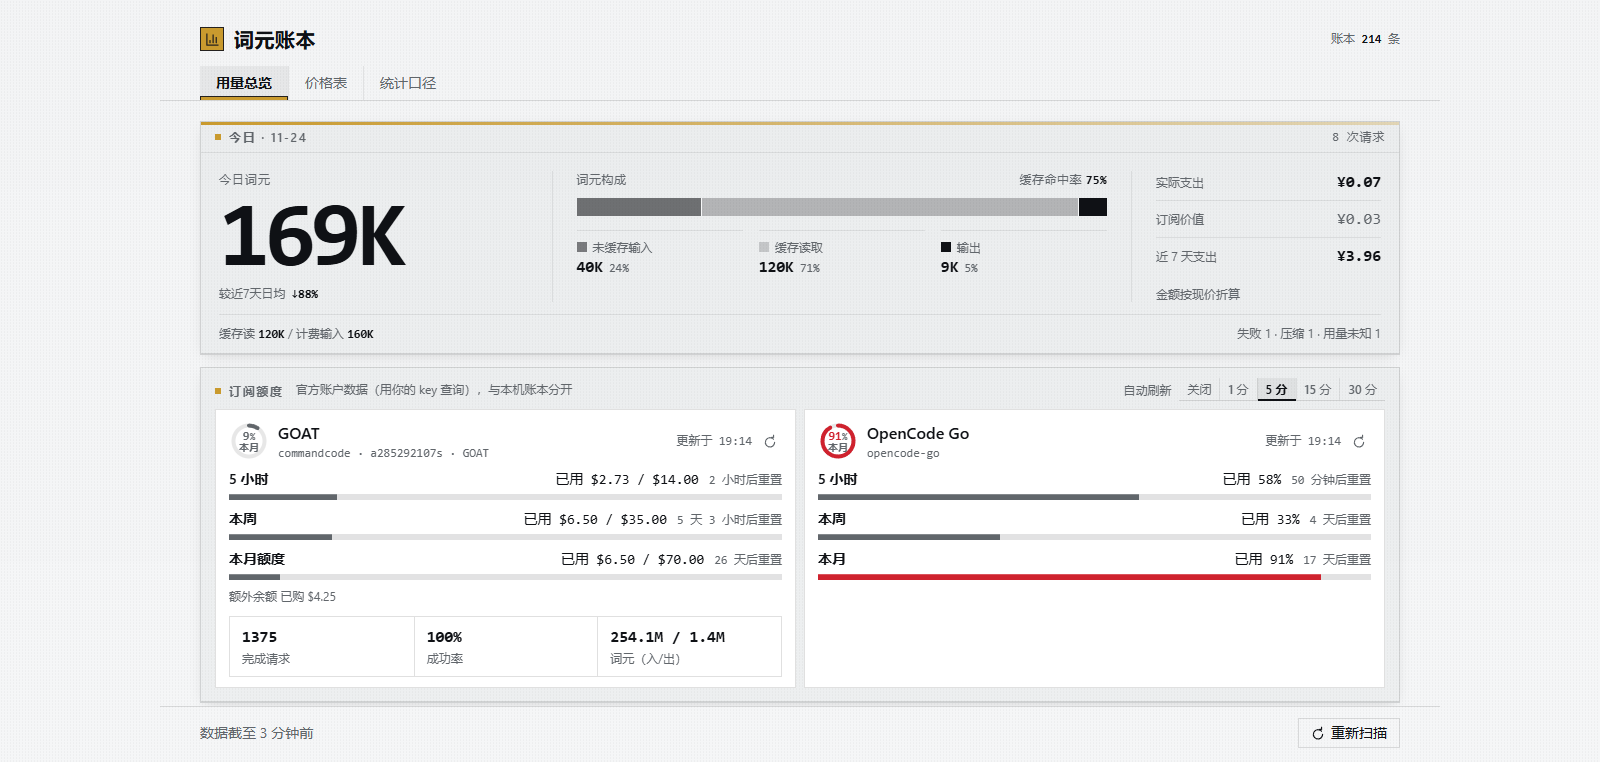 词元账本
账本 214 条
用量总览 价格表 统计口径
今日 · 11-24
8 次请求
今日词元
169K
较近7天日均 ↓88%
词元构成
缓存命中率 75%
未缓存输入
40K 24%
缓存读取
120K 71%
输出
9K 5%
实际支出 ¥0.07
订阅价值 ¥0.03
近 7 天支出 ¥3.96
金额按现价折算
缓存读 120K / 计费输入 160K
失败 1 · 压缩 1 · 用量未知 1
订阅额度 官方账户数据（用你的 key 查询），与本机账本分开
自动刷新 关闭 1 分 5 分 15 分 30 分
9%
本月
GOAT
commandcode · a285292107s · GOAT
更新于 19:14
5 小时 已用 $2.73 / $14.00 2 小时后重置
本周 已用 $6.50 / $35.00 5 天 3 小时后重置
本月额度 已用 $6.50 / $70.00 26 天后重置
额外余额 已购 $4.25
1375
完成请求
100%
成功率
254.1M / 1.4M
词元（入/出）
91%
本月
OpenCode Go
opencode-go
更新于 19:14
5 小时 已用 58% 50 分钟后重置
本周 已用 33% 4 天后重置
本月 已用 91% 17 天后重置
数据截至 3 分钟前
重新扫描